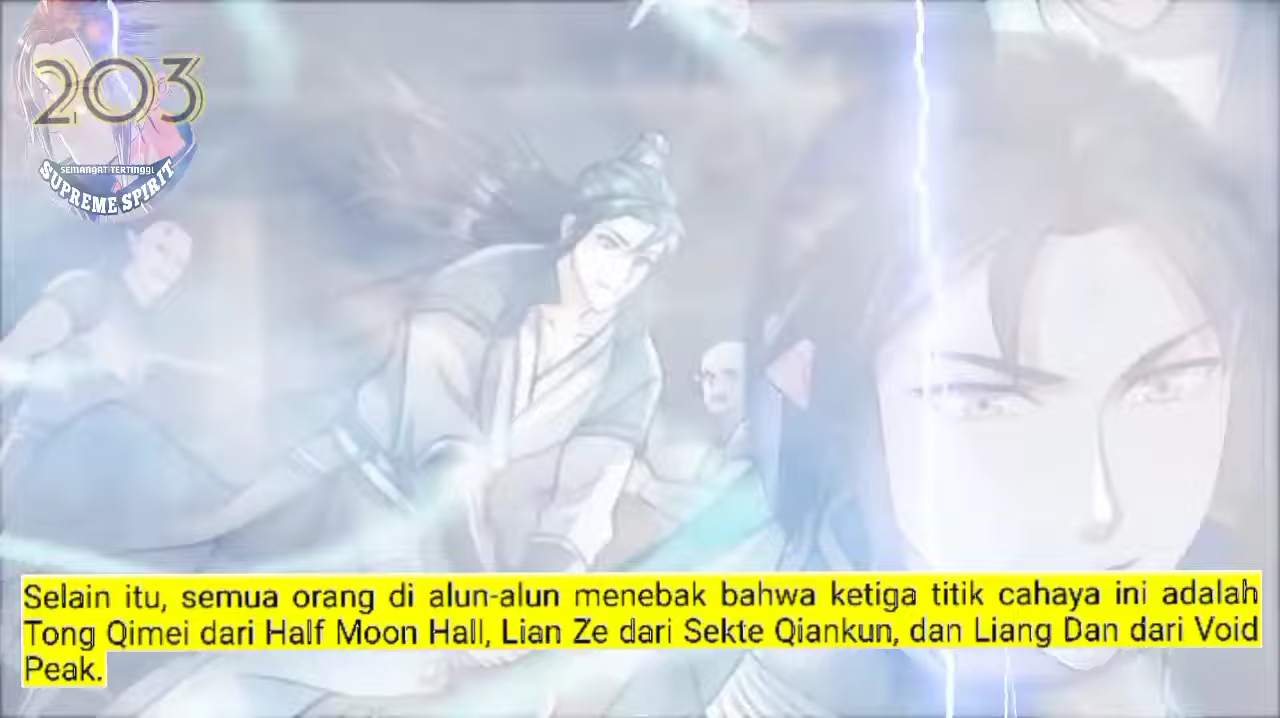 203
SEMANGAT TERTINGGI
SUPREME SPIRIT
Selain itu, semua orang di alun-alun menebak bahwa ketiga titik cahaya ini adalah
Tong Qimei dari Half Moon Hall, Lian Ze dari Sekte Qiankun, dan Liang Dan dari Void
Peak.